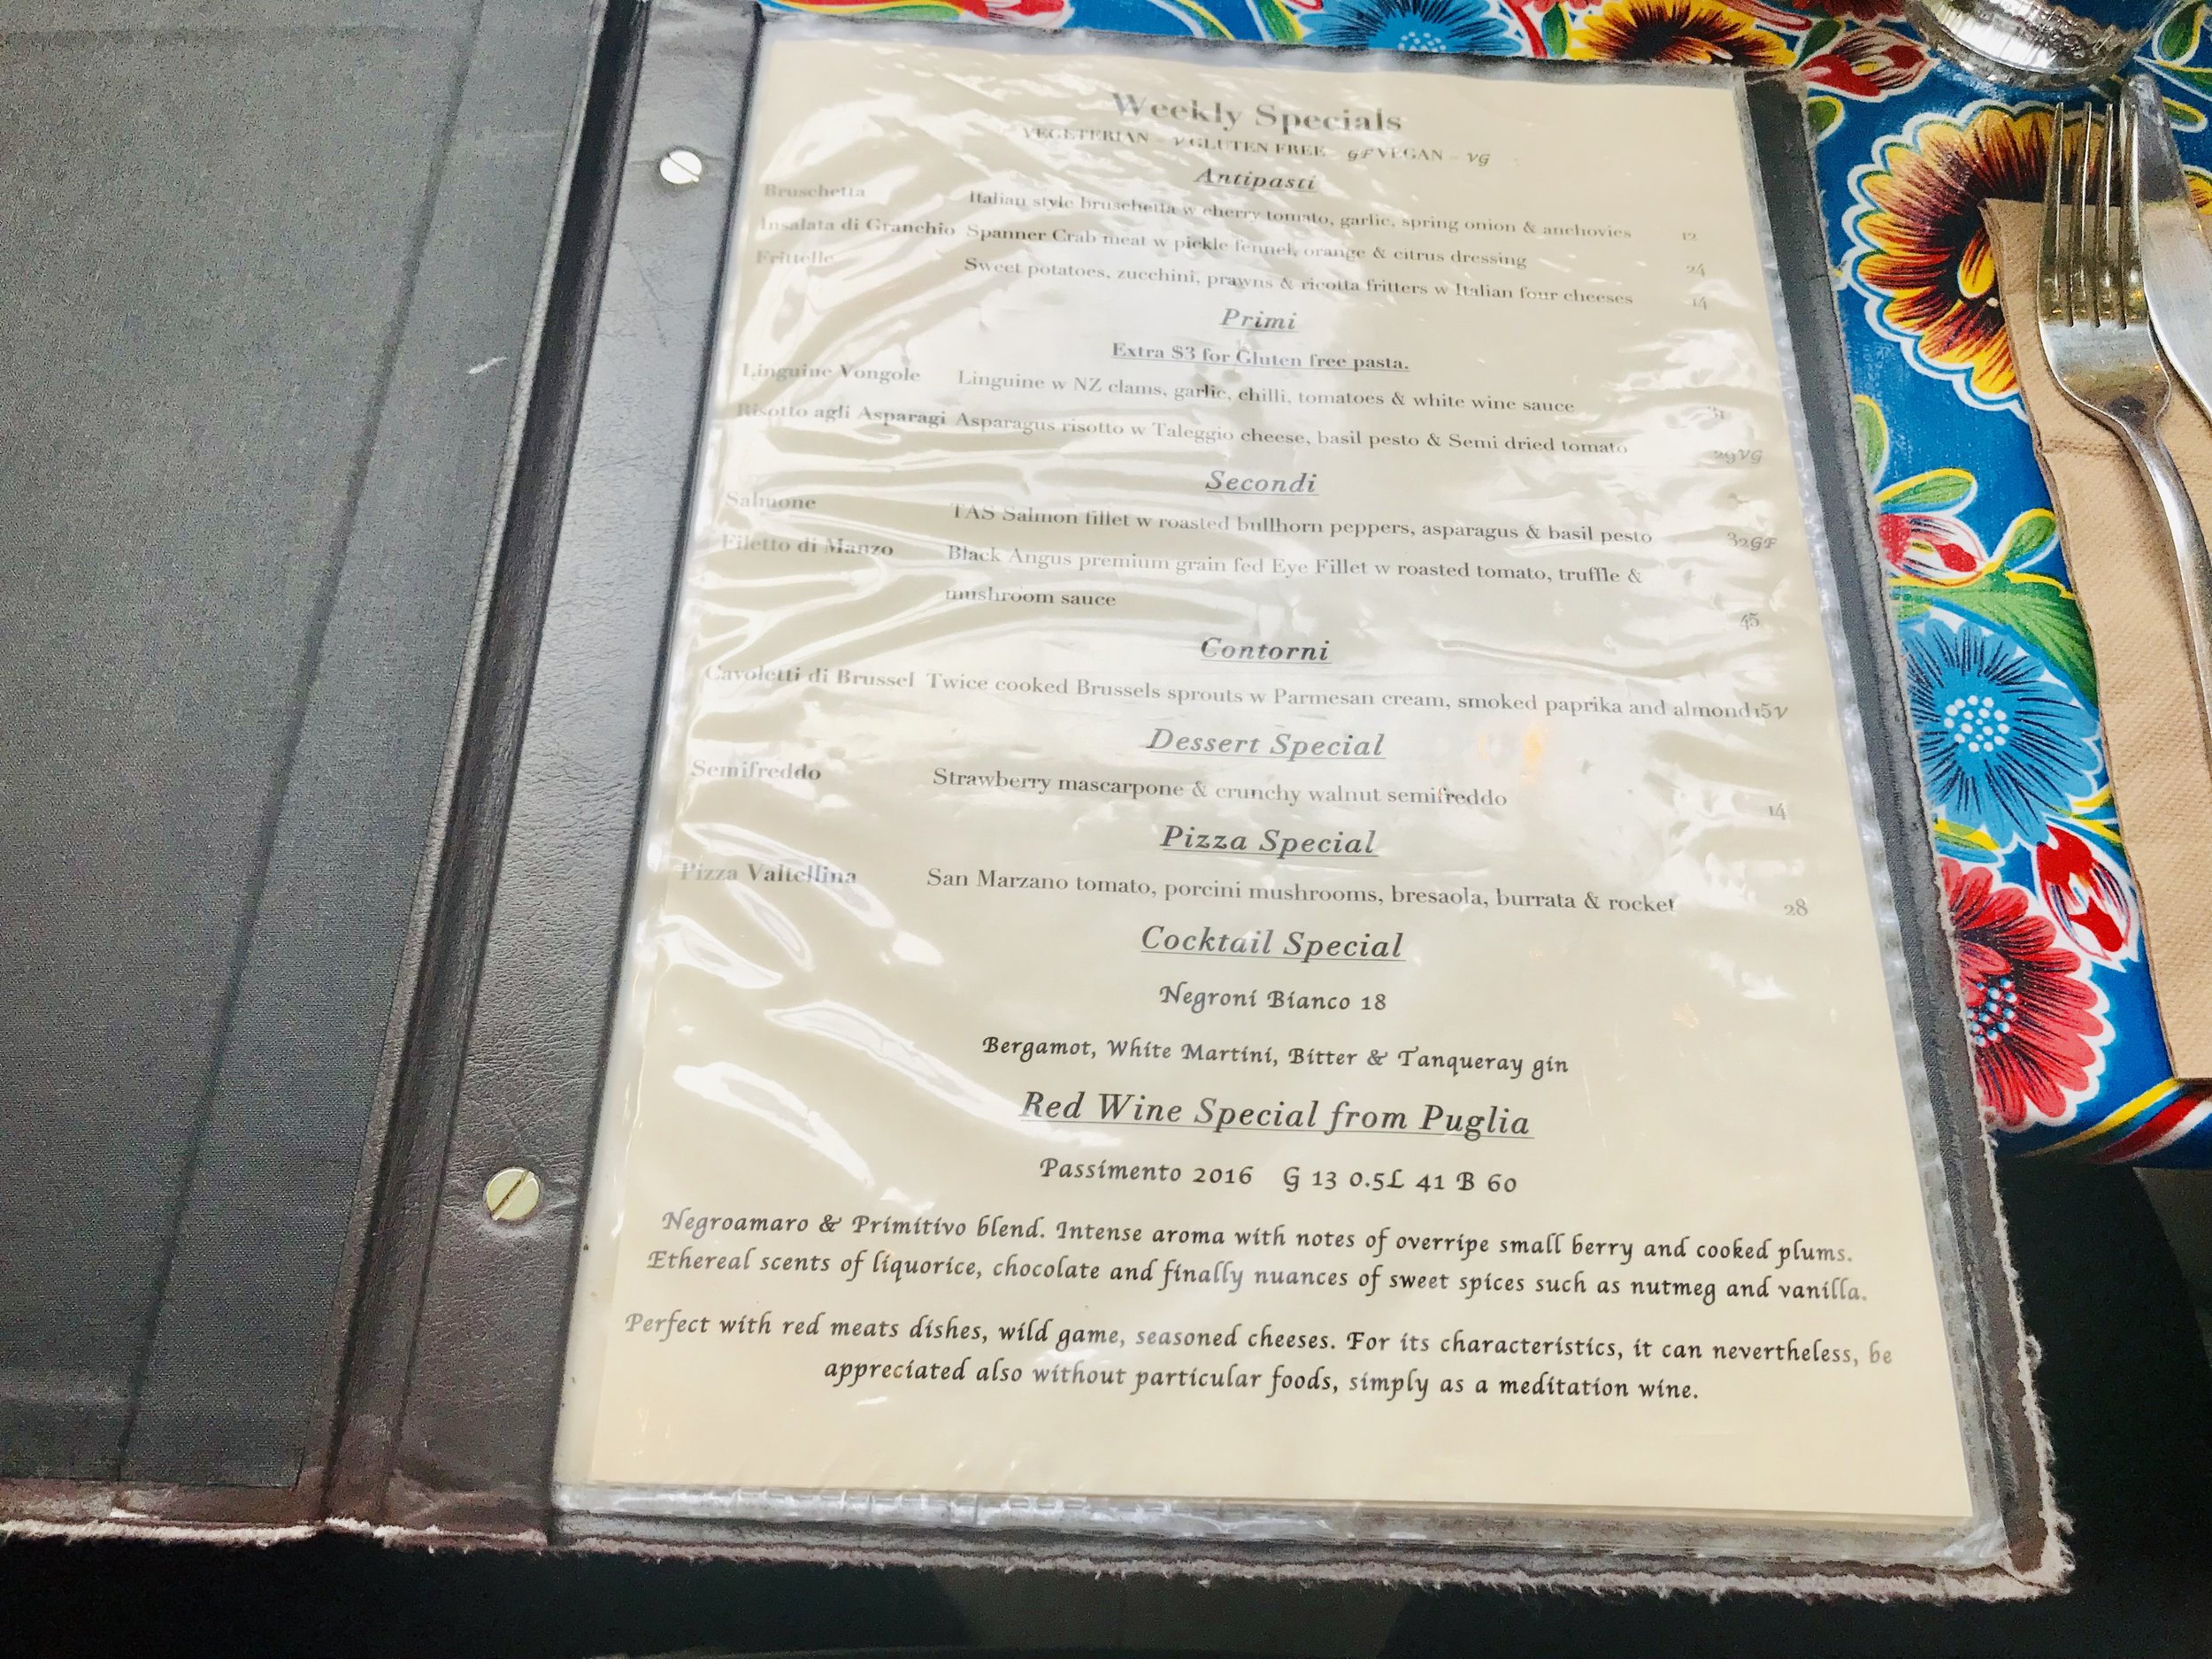 Weekly Specials
VEGETERIAN - V GLUTEN FREE - GF VEGAN - VG
Antipasti
Bruschetta Italian style bruschetta w cherry tomato, garlic, spring onion & anchovies 12
Insalata di Granchio Spanner Crab meat w pickle fennel, orange & citrus dressing 24
Frittelle Sweet potatoes, zucchini, prawns & ricotta fritters w Italian four cheeses 14
Primi
Extra $3 for Gluten free pasta.
Linguine Vongole Linguine w NZ clams, garlic, chilli, tomatoes & white wine sauce 31
Risotto agli Asparagi Asparagus risotto w Taleggio cheese, basil pesto & Semi dried tomato 29VG
Secondi
Salmone TAS Salmon fillet w roasted bullhorn peppers, asparagus & basil pesto 32GF
Filetto di Manzo Black Angus premium grain fed Eye Fillet w roasted tomato, truffle &
mushroom sauce 45
Contorni
Cavoletti di Brussel Twice cooked Brussels sprouts w Parmesan cream, smoked paprika and almond15V
Dessert Special
Semifreddo Strawberry mascarpone & crunchy walnut semifreddo 14
Pizza Special
Pizza Valtellina San Marzano tomato, porcini mushrooms, bresaola, burrata & rocket 28
Cocktail Special
Negroni Bianco 18
Bergamot, White Martini, Bitter & Tanqueray gin
Red Wine Special from Puglia
Passimento 2016 G 13 0.5L 41 B 60
Negroamaro & Primitivo blend. Intense aroma with notes of overripe small berry and cooked plums.
Ethereal scents of liquorice, chocolate and finally nuances of sweet spices such as nutmeg and vanilla.
Perfect with red meats dishes, wild game, seasoned cheeses. For its characteristics, it can nevertheless, be
appreciated also without particular foods, simply as a meditation wine.